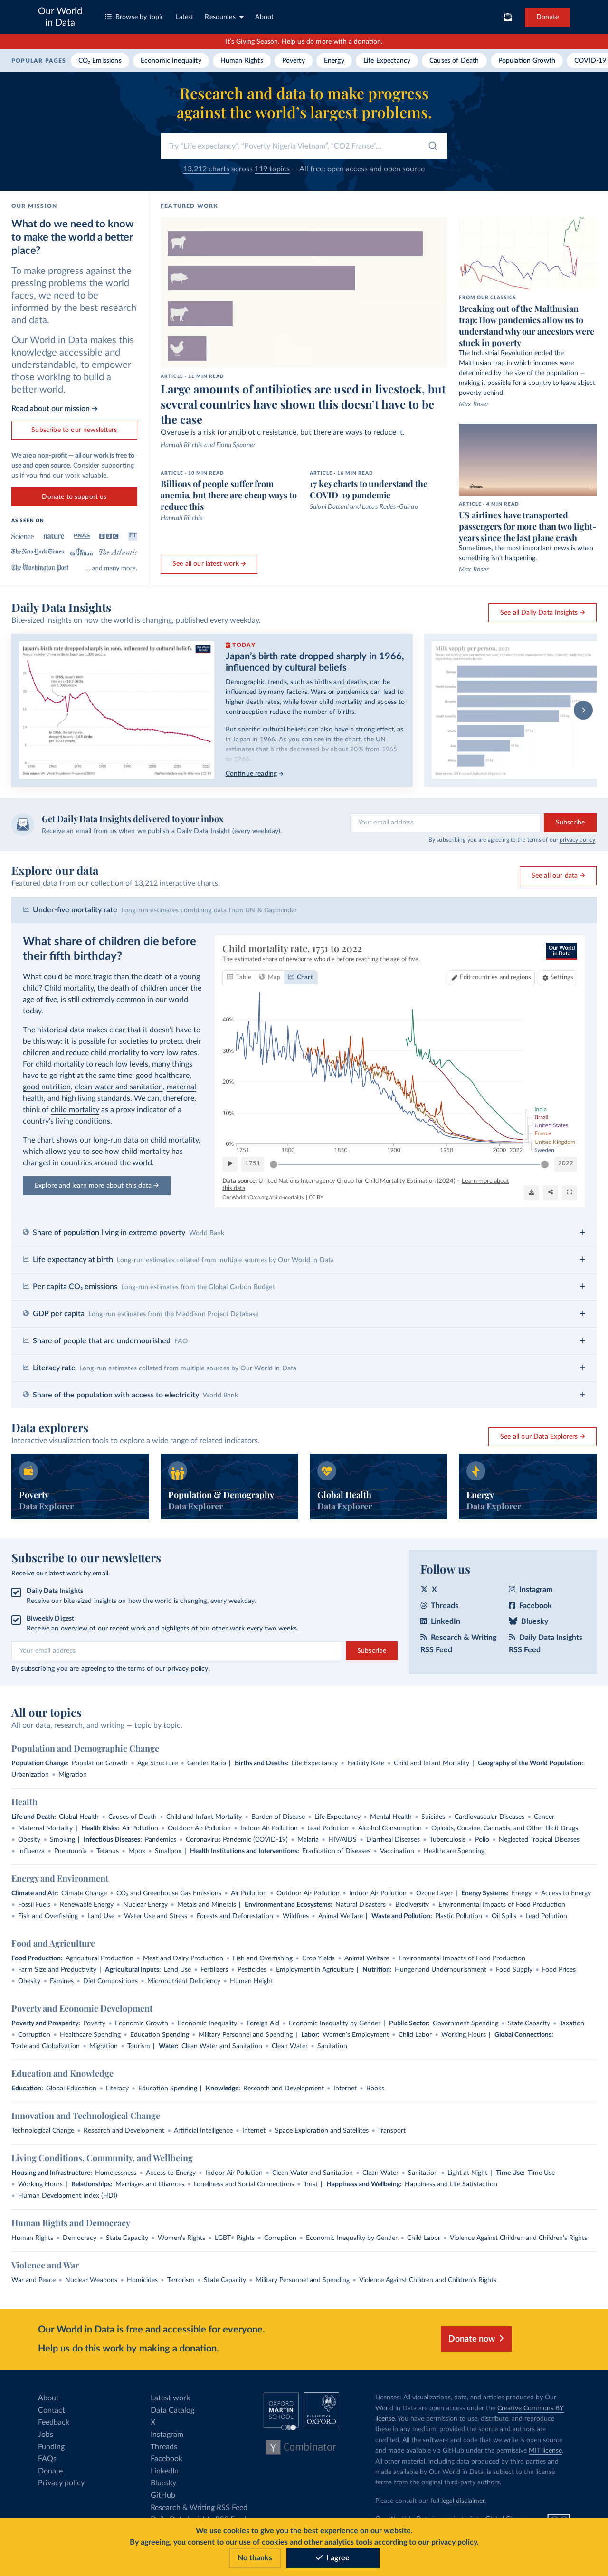 Our World
in Data
Browse by topic
Latest
Resources
About
Donate
It's Giving Season. Help us do more with a donation.
POPULAR PAGES
CO₂ Emissions
Economic Inequality
Human Rights
Poverty
Energy
Life Expectancy
Causes of Death
Population Growth
COVID-19
Research and data to make progress
against the world's largest problems.
Try "Life expectancy", "Poverty Nigeria Vietnam", "CO2 France"...
13,212 charts across 119 topics — All free: open access and open source
OUR MISSION
What do we need to know
to make the world a better
place?
To make progress against the
pressing problems the world
faces, we need to be
informed by the best research
and data.
Our World in Data makes this
knowledge accessible and
understandable, to empower
those working to build a
better world.
Read about our mission →
Subscribe to our newsletters
We are a non-profit — all our work is free to
use and open source. Consider supporting
us if you find our work valuable.
Donate to support us
AS SEEN ON
Science
nature
PNAS
BBC
FT
The New York Times
The Guardian
The Atlantic
The Washington Post
... and many more.
FEATURED WORK
ARTICLE - 11 MIN READ
Large amounts of antibiotics are used in livestock, but
several countries have shown this doesn't have to be
the case
Overuse is a risk for antibiotic resistance, but there are ways to reduce it.
Hannah Ritchie and Fiona Spooner
ARTICLE - 10 MIN READ
Billions of people suffer from
anemia, but there are cheap ways to
reduce this
Hannah Ritchie
ARTICLE - 16 MIN READ
17 key charts to understand the
COVID-19 pandemic
Saloni Dattani and Lucas Rodés-Guirao
See all our latest work →
FROM OUR CLASSICS
Breaking out of the Malthusian
trap: How pandemics allow us to
understand why our ancestors were
stuck in poverty
The Industrial Revolution ended the
Malthusian trap in which incomes were
determined by the size of the population —
making it possible for a country to leave abject
poverty behind.
Max Roser
ARTICLE - 4 MIN READ
US airlines have transported
passengers for more than two light-
years since the last plane crash
Sometimes, the most important news is when
something isn't happening.
Max Roser
Daily Data Insights
Bite-sized insights on how the world is changing, published every weekday.
See all Daily Data Insights →
Japan's birth rate dropped sharply in 1966, influenced by cultural beliefs
TODAY
Japan's birth rate dropped sharply in 1966,
influenced by cultural beliefs
Demographic trends, such as births and deaths, can be
influenced by many factors. Wars or pandemics can lead to
higher death rates, while lower child mortality and access to
contraception reduce the number of births.
But specific cultural beliefs can also have a strong effect, as
in Japan in 1966. As you can see in the chart, the UN
estimates that births decreased by about 20% from 1965
to 1966.
Continue reading →
Milk supply per person, 2021
Get Daily Data Insights delivered to your inbox
Receive an email from us when we publish a Daily Data Insight (every weekday).
Your email address
Subscribe
By subscribing you are agreeing to the terms of our privacy policy.
Explore our data
Featured data from our collection of 13,212 interactive charts.
See all our data →
Under-five mortality rate Long-run estimates combining data from UN & Gapminder
What share of children die before
their fifth birthday?
What could be more tragic than the death of a young
child? Child mortality, the death of children under the
age of five, is still extremely common in our world
today.
The historical data makes clear that it doesn't have to
be this way: it is possible for societies to protect their
children and reduce child mortality to very low rates.
For child mortality to reach low levels, many things
have to go right at the same time: good healthcare,
good nutrition, clean water and sanitation, maternal
health, and high living standards. We can, therefore,
think of child mortality as a proxy indicator of a
country's living conditions.
The chart shows our long-run data on child mortality,
which allows you to see how child mortality has
changed in countries around the world.
Explore and learn more about this data →
Child mortality rate, 1751 to 2022
The estimated share of newborns who die before reaching the age of five.
Our World
in Data
Table
Map
Chart
Edit countries and regions
Settings
40%
30%
20%
10%
0%
1751
1800
1850
1900
1950
2000
2022
India
Brazil
United States
France
United Kingdom
Sweden
1751
2022
Data source: United Nations Inter-agency Group for Child Mortality Estimation (2024) – Learn more about
this data
OurWorldinData.org/child-mortality | CC BY
Share of population living in extreme poverty World Bank
Life expectancy at birth Long-run estimates collated from multiple sources by Our World in Data
Per capita CO₂ emissions Long-run estimates from the Global Carbon Budget
GDP per capita Long-run estimates from the Maddison Project Database
Share of people that are undernourished FAO
Literacy rate Long-run estimates collated from multiple sources by Our World in Data
Share of the population with access to electricity World Bank
Data explorers
Interactive visualization tools to explore a wide range of related indicators.
See all our Data Explorers →
Poverty
Data Explorer
Population & Demography
Data Explorer
Global Health
Data Explorer
Energy
Data Explorer
Subscribe to our newsletters
Receive our latest work by email.
Daily Data Insights
Receive our bite-sized insights on how the world is changing, every weekday.
Biweekly Digest
Receive an overview of our recent work and highlights of our other work every two weeks.
Your email address
Subscribe
By subscribing you are agreeing to the terms of our privacy policy.
Follow us
X
Threads
LinkedIn
Research & Writing
RSS Feed
Instagram
Facebook
Bluesky
Daily Data Insights
RSS Feed
All our topics
All our data, research, and writing — topic by topic.
Population and Demographic Change
Population Change: Population Growth • Age Structure • Gender Ratio | Births and Deaths: Life Expectancy • Fertility Rate • Child and Infant Mortality | Geography of the World Population:
Urbanization • Migration
Health
Life and Death: Global Health • Causes of Death • Child and Infant Mortality • Burden of Disease • Life Expectancy • Mental Health • Suicides • Cardiovascular Diseases • Cancer
• Maternal Mortality | Health Risks: Air Pollution • Outdoor Air Pollution • Indoor Air Pollution • Lead Pollution • Alcohol Consumption • Opioids, Cocaine, Cannabis, and Other Illicit Drugs
• Obesity • Smoking | Infectious Diseases: Pandemics • Coronavirus Pandemic (COVID-19) • Malaria • HIV/AIDS • Diarrheal Diseases • Tuberculosis • Polio • Neglected Tropical Diseases
• Influenza • Pneumonia • Tetanus • Mpox • Smallpox | Health Institutions and Interventions: Eradication of Diseases • Vaccination • Healthcare Spending
Energy and Environment
Climate and Air: Climate Change • CO₂ and Greenhouse Gas Emissions • Air Pollution • Outdoor Air Pollution • Indoor Air Pollution • Ozone Layer | Energy Systems: Energy • Access to Energy
• Fossil Fuels • Renewable Energy • Nuclear Energy • Metals and Minerals | Environment and Ecosystems: Natural Disasters • Biodiversity • Environmental Impacts of Food Production
• Fish and Overfishing • Land Use • Water Use and Stress • Forests and Deforestation • Wildfires • Animal Welfare | Waste and Pollution: Plastic Pollution • Oil Spills • Lead Pollution
Food and Agriculture
Food Production: Agricultural Production • Meat and Dairy Production • Fish and Overfishing • Crop Yields • Animal Welfare • Environmental Impacts of Food Production
• Farm Size and Productivity | Agricultural Inputs: Land Use • Fertilizers • Pesticides • Employment in Agriculture | Nutrition: Hunger and Undernourishment • Food Supply • Food Prices
• Obesity • Famines • Diet Compositions • Micronutrient Deficiency • Human Height
Poverty and Economic Development
Poverty and Prosperity: Poverty • Economic Growth • Economic Inequality • Foreign Aid • Economic Inequality by Gender | Public Sector: Government Spending • State Capacity • Taxation
• Corruption • Healthcare Spending • Education Spending • Military Personnel and Spending | Labor: Women's Employment • Child Labor • Working Hours | Global Connections:
Trade and Globalization • Migration • Tourism | Water: Clean Water and Sanitation • Clean Water • Sanitation
Education and Knowledge
Education: Global Education • Literacy • Education Spending | Knowledge: Research and Development • Internet • Books
Innovation and Technological Change
Technological Change • Research and Development • Artificial Intelligence • Internet • Space Exploration and Satellites • Transport
Living Conditions, Community, and Wellbeing
Housing and Infrastructure: Homelessness • Access to Energy • Indoor Air Pollution • Clean Water and Sanitation • Clean Water • Sanitation • Light at Night | Time Use: Time Use
• Working Hours | Relationships: Marriages and Divorces • Loneliness and Social Connections • Trust | Happiness and Wellbeing: Happiness and Life Satisfaction
• Human Development Index (HDI)
Human Rights and Democracy
Human Rights • Democracy • State Capacity • Women's Rights • LGBT+ Rights • Corruption • Economic Inequality by Gender • Child Labor • Violence Against Children and Children's Rights
Violence and War
War and Peace • Nuclear Weapons • Homicides • Terrorism • State Capacity • Military Personnel and Spending • Violence Against Children and Children's Rights
Our World in Data is free and accessible for everyone.
Help us do this work by making a donation.
Donate now
About
Contact
Feedback
Jobs
Funding
FAQs
Donate
Privacy policy
Latest work
Data Catalog
X
Instagram
Threads
Facebook
LinkedIn
Bluesky
GitHub
Research & Writing RSS Feed
OXFORD
MARTIN
SCHOOL
UNIVERSITY OF
OXFORD
Y Combinator
Licenses: All visualizations, data, and articles produced by Our
World in Data are open access under the Creative Commons BY
license. You have permission to use, distribute, and reproduce
these in any medium, provided the source and authors are
credited. All the software and code that we write is open source
and made available via GitHub under the permissive MIT license.
All other material, including data produced by third parties and
made available by Our World in Data, is subject to the license
terms from the original third-party authors.
Please consult our full legal disclaimer.
We use cookies to give you the best experience on our website.
By agreeing, you consent to our use of cookies and other analytics tools according to our privacy policy.
No thanks
I agree